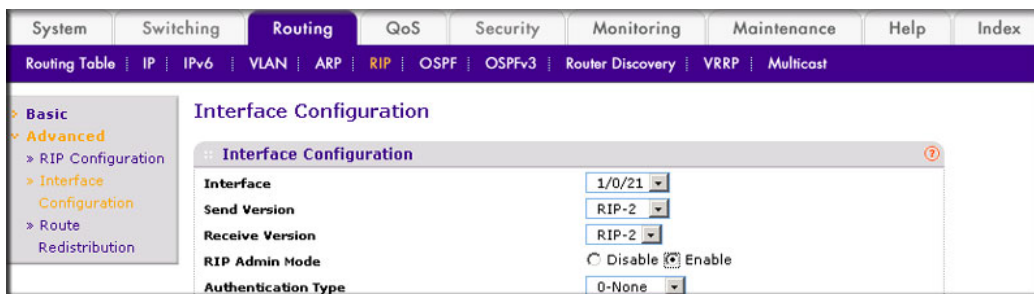 System Switching Routing QoS Security Monitoring Maintenance Help Index
Routing Table | IP | IPv6 | VLAN | ARP | RIP | OSPF | OSPFv3 | Router Discovery | VRRP | Multicast
Basic
Advanced
» RIP Configuration
» Interface
Configuration
» Route
Redistribution
Interface Configuration
Interface Configuration ?
Interface 1/0/21
Send Version RIP-2
Receive Version RIP-2
RIP Admin Mode Disable Enable
Authentication Type 0-None